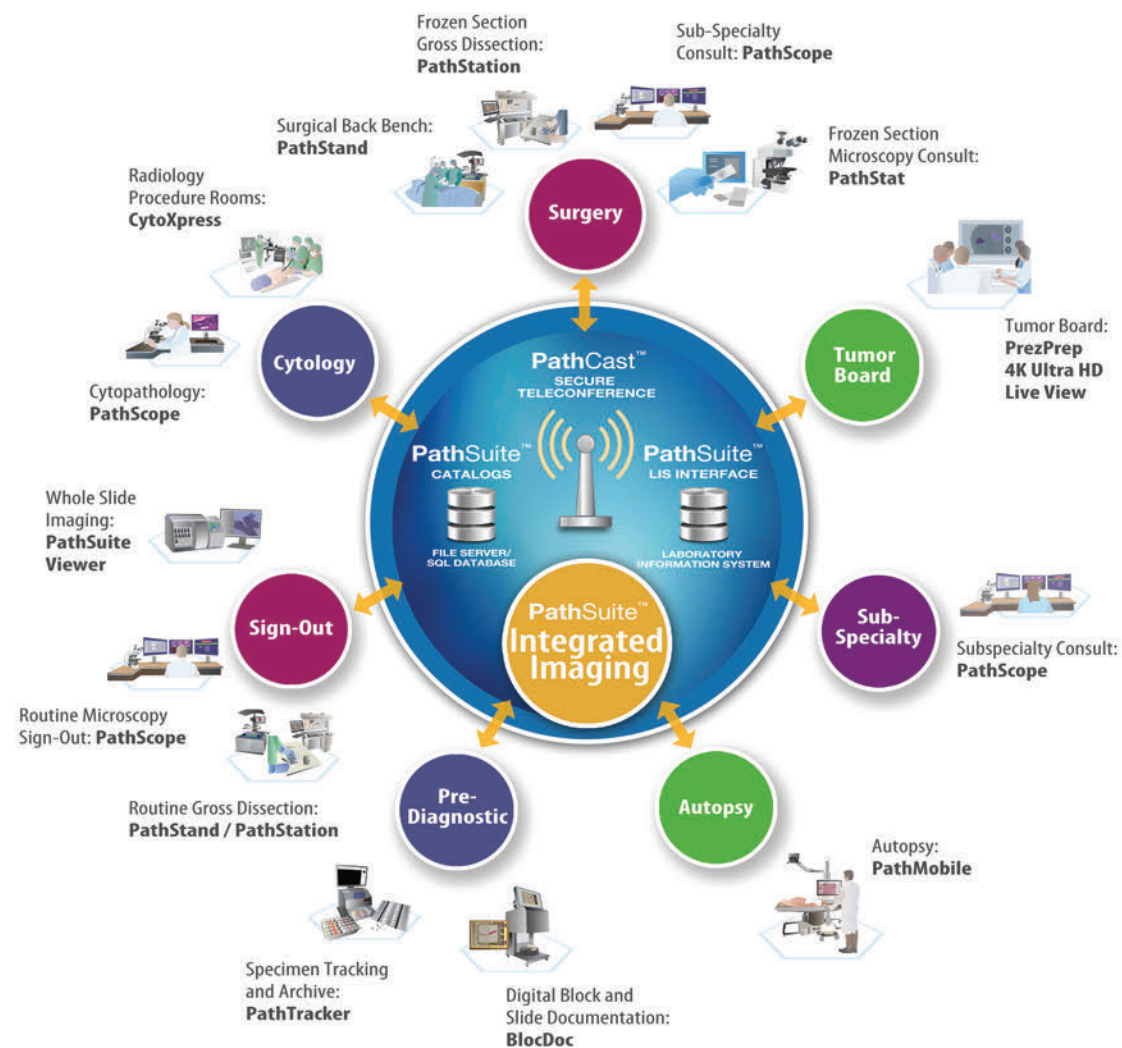 Frozen Section
Gross Dissection:
PathStation
Sub-Specialty
Consult: PathScope
Surgical Back Bench:
PathStand
Frozen Section
Microscopy Consult:
PathStat
Radiology
Procedure Rooms:
CytoXpress
Surgery
Cytopathology:
PathScope
Cytology
Tumor
Board
Tumor Board:
PrezPrep
4K Ultra HD
Live View
PathCast™
SECURE
TELECONFERENCE
PathSuite™
CATALOGS
FILE SERVER/
SQL DATABASE
PathSuite™
LIS INTERFACE
LABORATORY
INFORMATION SYSTEM
PathSuite™
Integrated
Imaging
Whole Slide
Imaging:
PathSuite
Viewer
Sign-Out
Sub-
Specialty
Subspecialty Consult:
PathScope
Routine Microscopy
Sign-Out: PathScope
Routine Gross Dissection:
PathStand / PathStation
Pre-
Diagnostic
Autopsy
Autopsy:
PathMobile
Specimen Tracking
and Archive:
PathTracker
Digital Block and
Slide Documentation:
BlocDoc